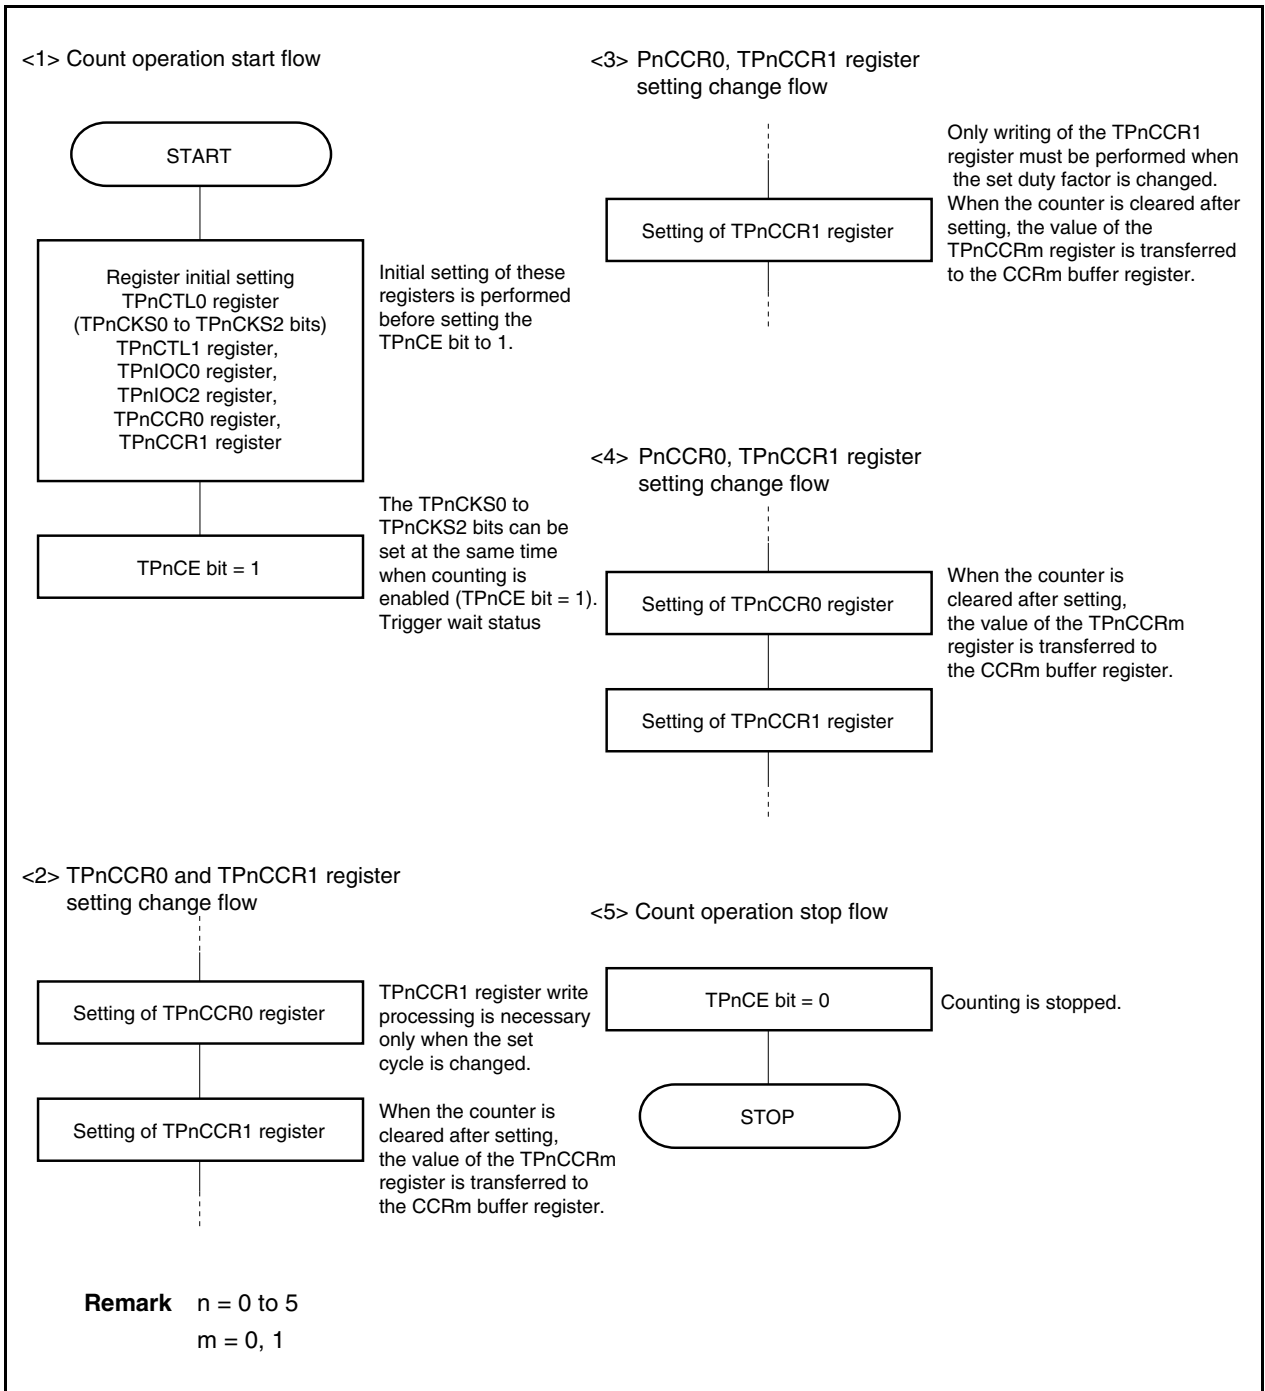 <1> Count operation start flow
START
Register initial setting
TPnCTL0 register
(TPnCKS0 to TPnCKS2 bits)
TPnCTL1 register,
TPnIOC0 register,
TPnIOC2 register,
TPnCCR0 register,
TPnCCR1 register
Initial setting of these
registers is performed
before setting the
TPnCE bit to 1.
TPnCE bit = 1
The TPnCKS0 to
TPnCKS2 bits can be
set at the same time
when counting is
enabled (TPnCE bit = 1).
Trigger wait status
<2> TPnCCR0 and TPnCCR1 register
setting change flow
Setting of TPnCCR0 register
TPnCCR1 register write
processing is necessary
only when the set
cycle is changed.
Setting of TPnCCR1 register
When the counter is
cleared after setting,
the value of the TPnCCRm
register is transferred to
the CCRm buffer register.
<3> PnCCR0, TPnCCR1 register
setting change flow
Setting of TPnCCR1 register
Only writing of the TPnCCR1
register must be performed when
the set duty factor is changed.
When the counter is cleared after
setting, the value of the
TPnCCRm register is transferred
to the CCRm buffer register.
<4> PnCCR0, TPnCCR1 register
setting change flow
Setting of TPnCCR0 register
When the counter is
cleared after setting,
the value of the TPnCCRm
register is transferred to
the CCRm buffer register.
Setting of TPnCCR1 register
<5> Count operation stop flow
TPnCE bit = 0
Counting is stopped.
STOP
Remark n = 0 to 5
m = 0, 1